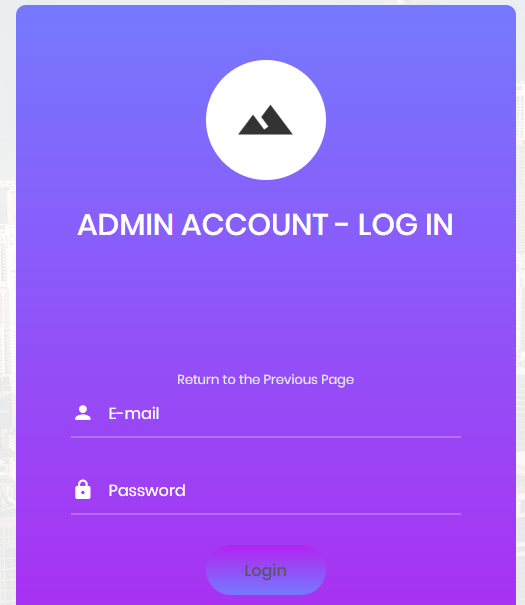 ADMIN ACCOUNT - LOG IN
Return to the Previous Page
E-mail
Password
Login